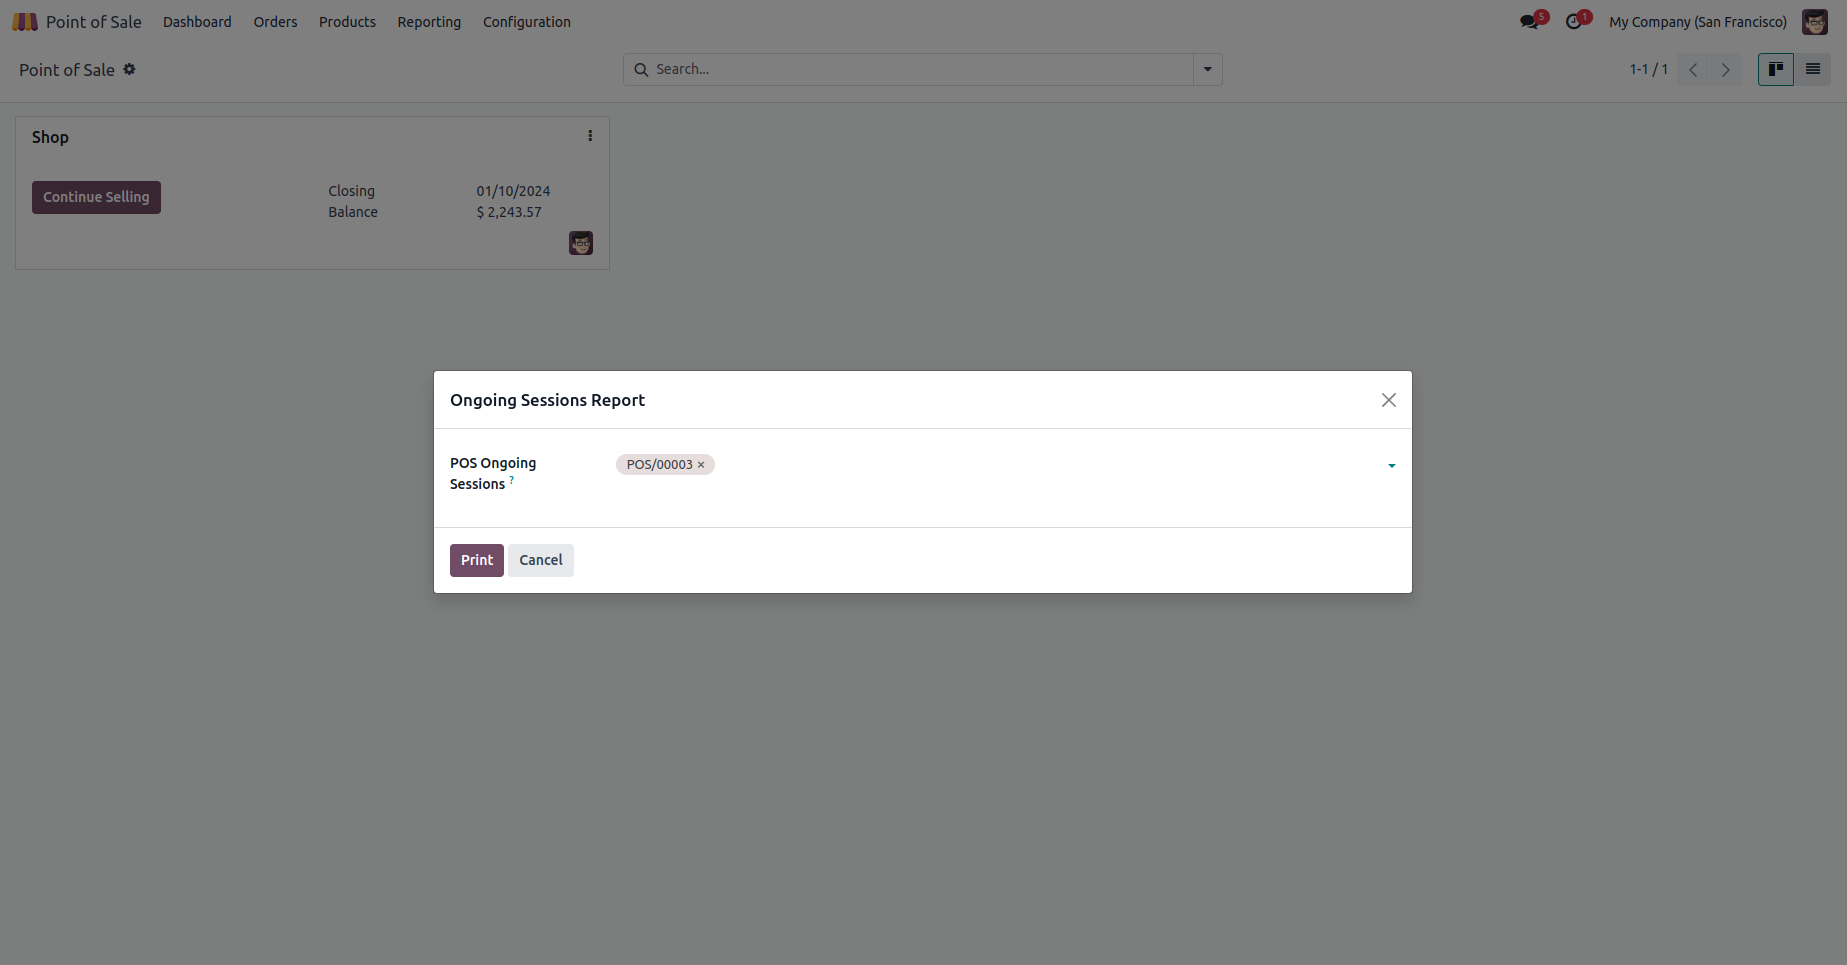 Point of Sale Dashboard Orders Products Reporting Configuration 5 1 My Company (San Francisco)
Point of Sale Search... 1-1 / 1
Shop
Continue Selling Closing 01/10/2024
Balance $ 2,243.57
Ongoing Sessions Report
POS Ongoing Sessions ? POS/00003 ×
Print Cancel